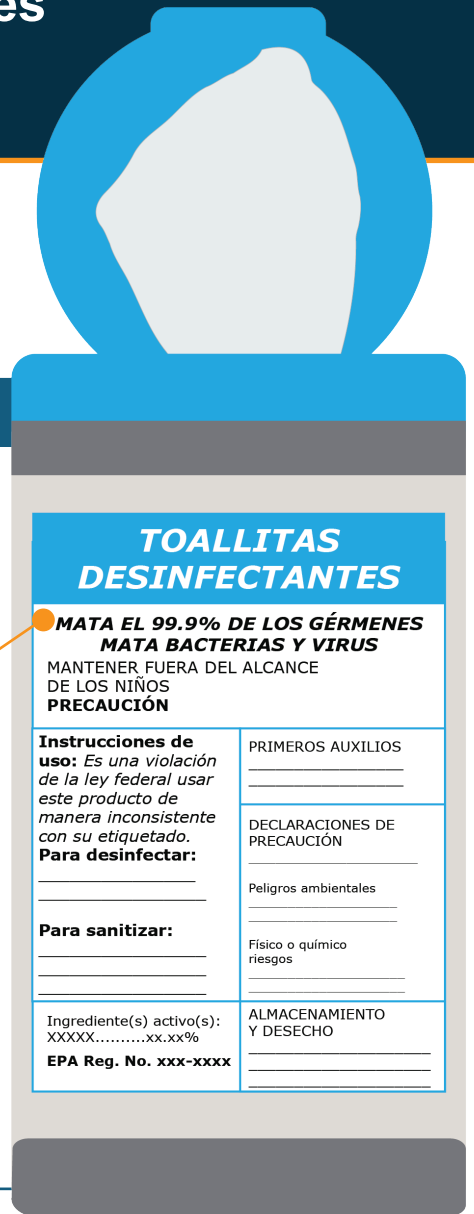 es
TOALLITAS
DESINFECTANTES
MATA EL 99.9% DE LOS GÉRMENES
MATA BACTERIAS Y VIRUS
MANTENER FUERA DEL ALCANCE
DE LOS NIÑOS
PRECAUCIÓN
Instrucciones de
uso: Es una violación
de la ley federal usar
este producto de
manera inconsistente
con su etiquetado.
Para desinfectar:
Para sanitizar:
PRIMEROS AUXILIOS
DECLARACIONES DE
PRECAUCIÓN
Peligros ambientales
Físico o químico
riesgos
Ingrediente(s) activo(s):
XXXXX..........xx.xx%
EPA Reg. No. xxx-xxxx
ALMACENAMIENTO
Y DESECHO